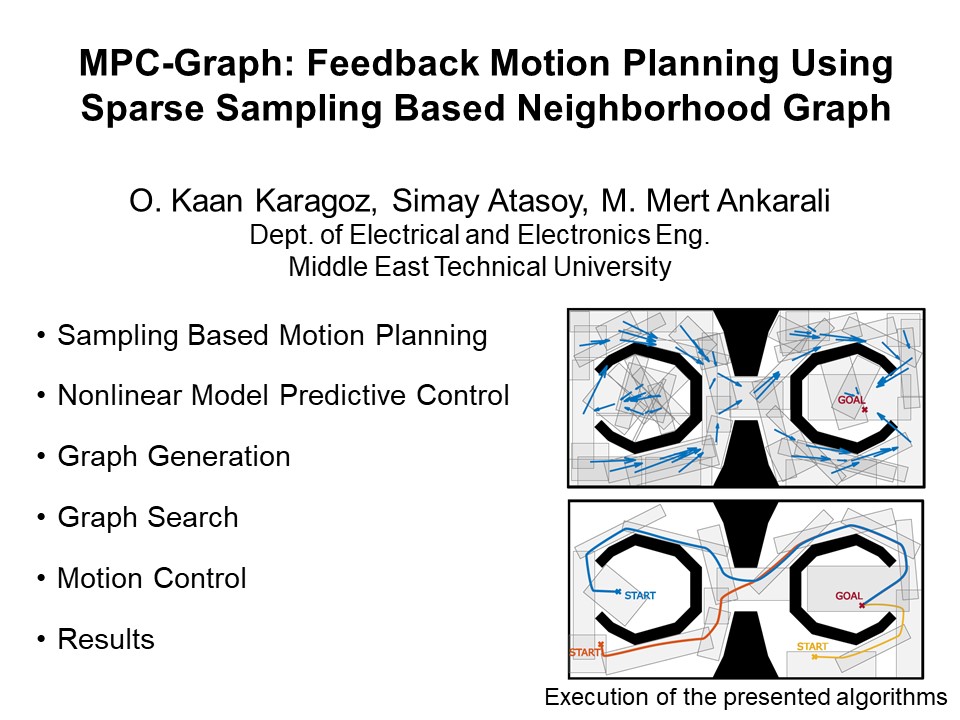 MPC-Graph: Feedback Motion Planning Using
Sparse Sampling Based Neighborhood Graph
O. Kaan Karagoz, Simay Atasoy, M. Mert Ankarali
Dept. of Electrical and Electronics Eng.
Middle East Technical University
• Sampling Based Motion Planning
• Nonlinear Model Predictive Control
• Graph Generation
• Graph Search
• Motion Control
• Results
GOAL
START
GOAL
START
START
Execution of the presented algorithms